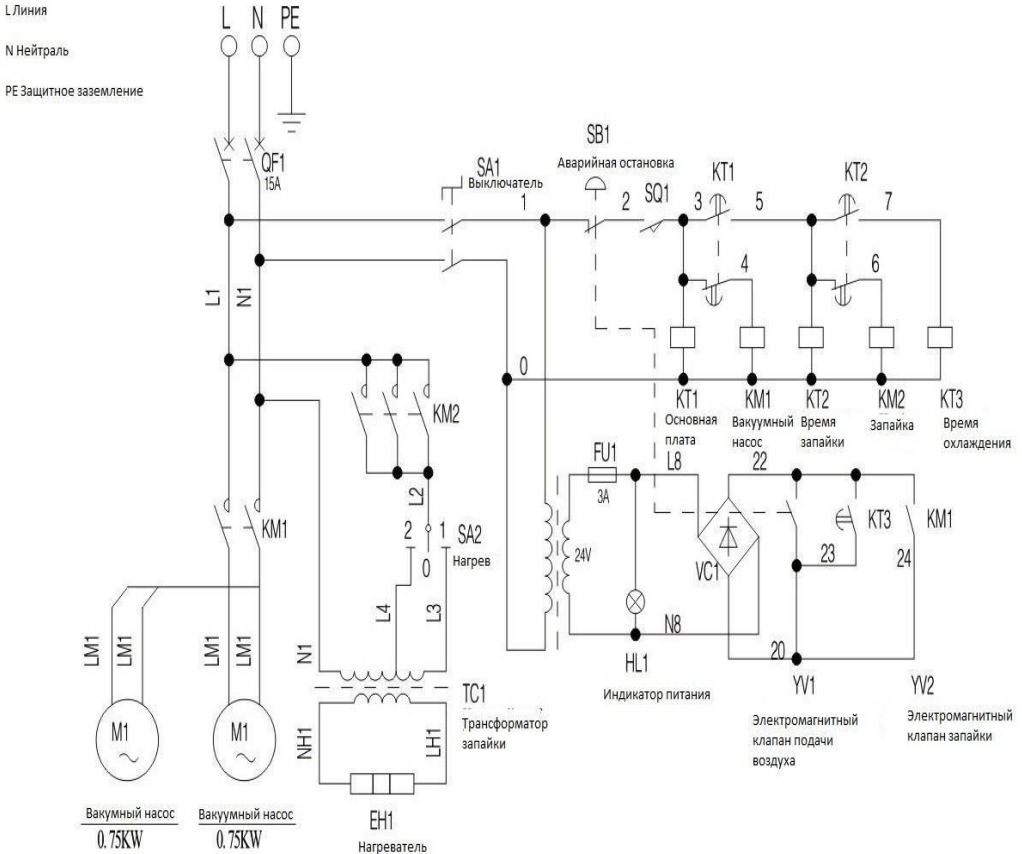 L Линия
N Нейтраль
PE Защитное заземление
L N PE
QF1
15A
SA1
Выключатель
1
SB1
Аварийная остановка
2
SQ1
3
KT1
5
KT2
7
4
6
L1
N1
0
KM2
KT1
Основная
плата
KM1
Вакуумный
насос
KT2
Время
запайки
KM2
Запайка
KT3
Время
охлаждения
L2
2
1
0
SA2
Нагрев
KM1
FU1
3A
L8
22
24V
VC1
KT3
KM1
23
24
L4
L3
N8
20
HL1
Индикатор питания
YV1
Электромагнитный
клапан подачи
воздуха
YV2
Электромагнитный
клапан запайки
LM1
LM1
LM1
LM1
N1
TC1
Трансформатор
запайки
NH1
LH1
M1
~
M1
~
Вакумный насос
0.75KW
Вакуумный насос
0.75KW
EH1
Нагреватель